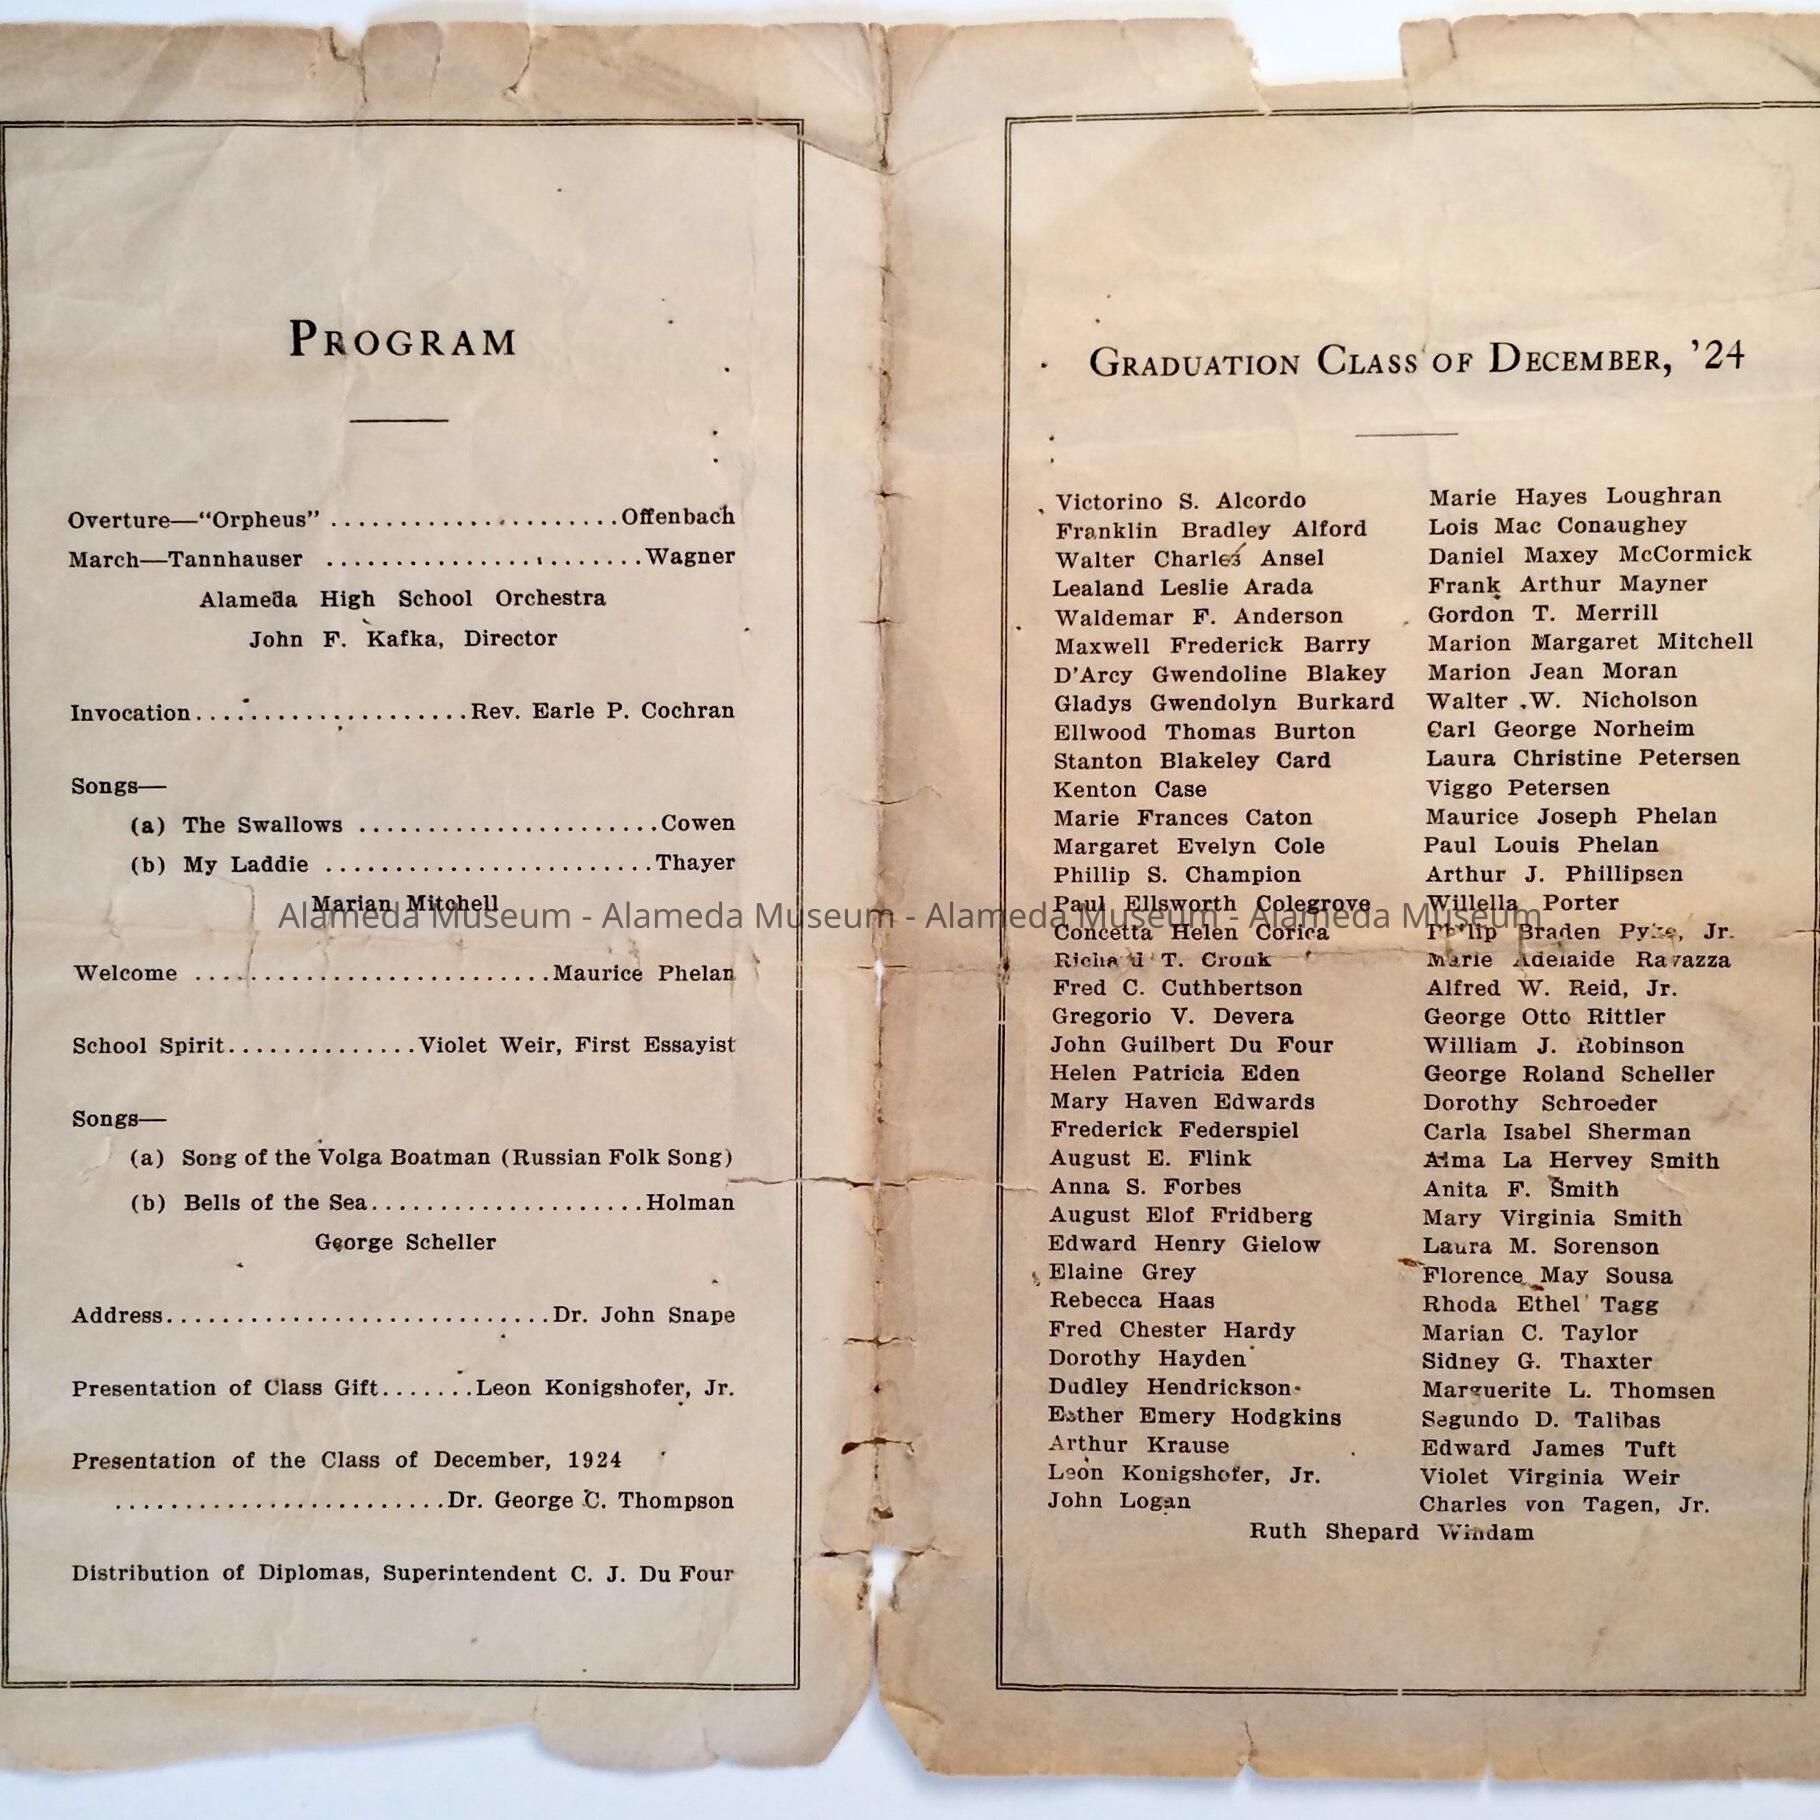 PROGRAM
Overture—“Orpheus” .....................Offenbach
March—Tannhauser .......................Wagner
Alameda High School Orchestra
John F. Kafka, Director
Invocation....................Rev. Earle P. Cochran
Songs—
(a) The Swallows ......................Cowen
(b) My Laddie ........................Thayer
Marian Mitchell
Welcome ..........................Maurice Phelan
School Spirit..............Violet Weir, First Essayist
Songs—
(a) Song of the Volga Boatman (Russian Folk Song)
(b) Bells of the Sea....................Holman
George Scheller
Address............................Dr. John Snape
Presentation of Class Gift.......Leon Konigshofer, Jr.
Presentation of the Class of December, 1924
........................Dr. George C. Thompson
Distribution of Diplomas, Superintendent C. J. Du Four
GRADUATION CLASS OF DECEMBER, ’24
Victorino S. Alcordo
Franklin Bradley Alford
Walter Charles Ansel
Lealand Leslie Arada
Waldemar F. Anderson
Maxwell Frederick Barry
D’Arcy Gwendoline Blakey
Gladys Gwendolyn Burkard
Ellwood Thomas Burton
Stanton Blakeley Card
Kenton Case
Marie Frances Caton
Margaret Evelyn Cole
Phillip S. Champion
Paul Ellsworth Colegrove
Concetta Helen Corica
Richard T. Cronk
Fred C. Cuthbertson
Gregorio V. Devera
John Guilbert Du Four
Helen Patricia Eden
Mary Haven Edwards
Frederick Federspiel
August E. Flink
Anna S. Forbes
August Elof Fridberg
Edward Henry Gielow
Elaine Grey
Rebecca Haas
Fred Chester Hardy
Dorothy Hayden
Dudley Hendrickson
Esther Emery Hodgkins
Arthur Krause
Leon Konigshofer, Jr.
John Logan
Marie Hayes Loughran
Lois Mac Conaughey
Daniel Maxey McCormick
Frank Arthur Mayner
Gordon T. Merrill
Marion Margaret Mitchell
Marion Jean Moran
Walter W. Nicholson
Carl George Norheim
Laura Christine Petersen
Viggo Petersen
Maurice Joseph Phelan
Paul Louis Phelan
Arthur J. Phillipsen
Willella Porter
Philip Braden Pyke, Jr.
Marie Adelaide Ravazza
Alfred W. Reid, Jr.
George Otto Rittler
William J. Robinson
George Roland Scheller
Dorothy Schroeder
Carla Isabel Sherman
Alma La Hervey Smith
Anita F. Smith
Mary Virginia Smith
Laura M. Sorenson
Florence May Sousa
Rhoda Ethel Tagg
Marian C. Taylor
Sidney G. Thaxter
Marguerite L. Thomsen
Segundo D. Talibas
Edward James Tuft
Violet Virginia Weir
Charles von Tagen, Jr.
Ruth Shepard Windam
Alameda Museum - Alameda Museum - Alameda Museum - Alameda Museum